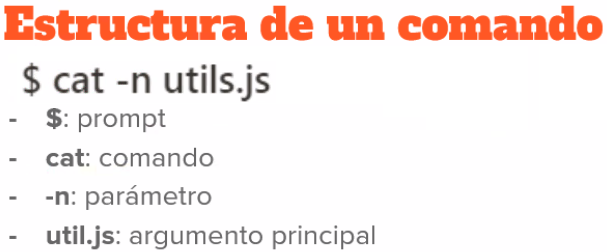 Estructura de un comando
$ cat -n utils.js
- $: prompt
- cat: comando
- -n: parámetro
- util.js: argumento principal